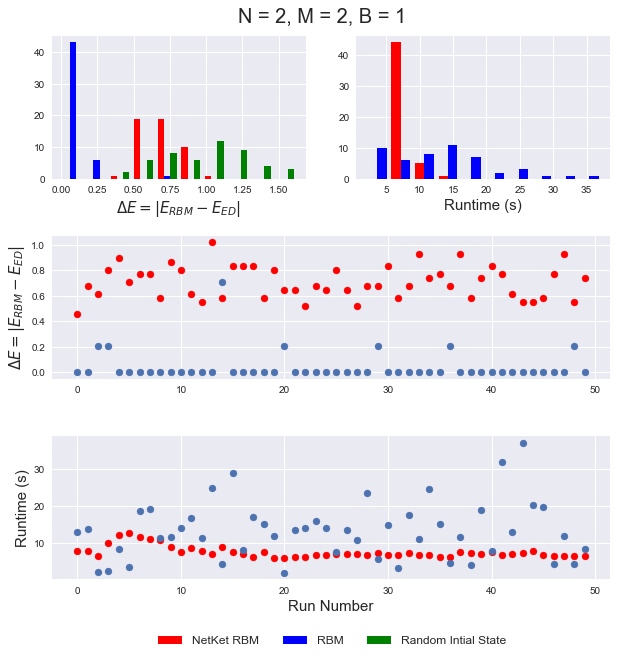 N = 2, M = 2, B = 1
40
30
20
10
0
0.00 0.25 0.50 0.75 1.00 1.25 1.50
ΔE = |E_RBM − E_ED|
40
30
20
10
0
5 10 15 20 25 30 35
Runtime (s)
ΔE = |E_RBM − E_ED|
1.0
0.8
0.6
0.4
0.2
0.0
0 10 20 30 40 50
Runtime (s)
30
20
10
0 10 20 30 40 50
Run Number
NetKet RBM RBM Random Intial State